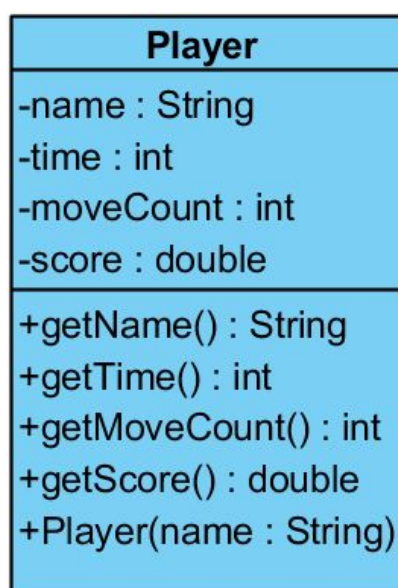 Player
-name : String
-time : int
-moveCount : int
-score : double
+getName() : String
+getTime() : int
+getMoveCount() : int
+getScore() : double
+Player(name : String)